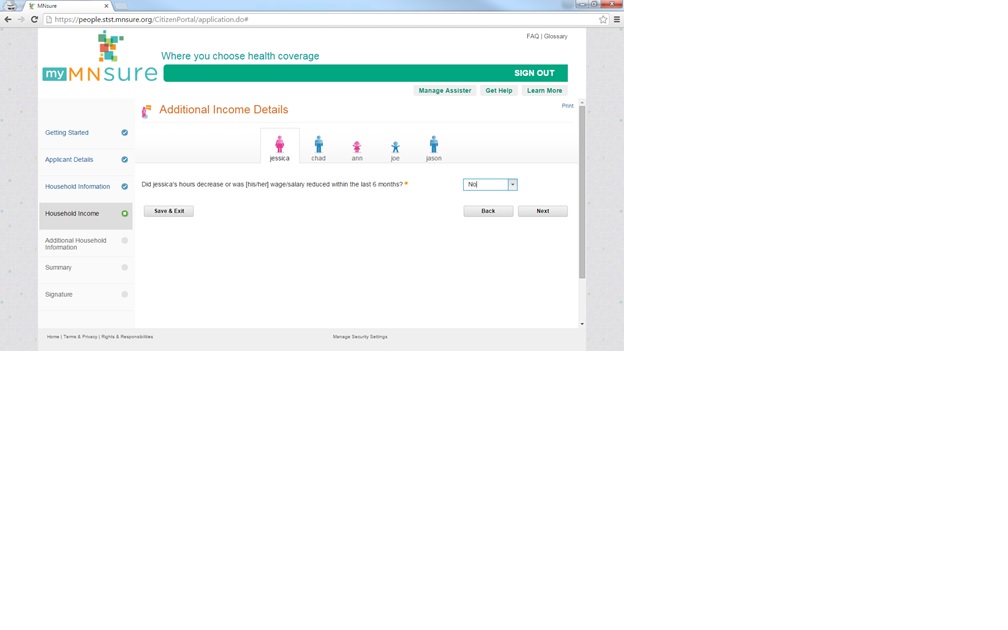 MNsure
https://people.stst.mnsure.org/CitizenPortal/application.do#
FAQ | Glossary
my MNsure
Where you choose health coverage
SIGN OUT
Manage Assister Get Help Learn More
Print
Additional Income Details
Getting Started
Applicant Details
Household Information
Household Income
Additional Household
Information
Summary
Signature
jessica chad ann joe jason
Did jessica's hours decrease or was [his/her] wage/salary reduced within the last 6 months? * No
Save & Exit Back Next
Home | Terms & Privacy | Rights & Responsibilities Manage Security Settings